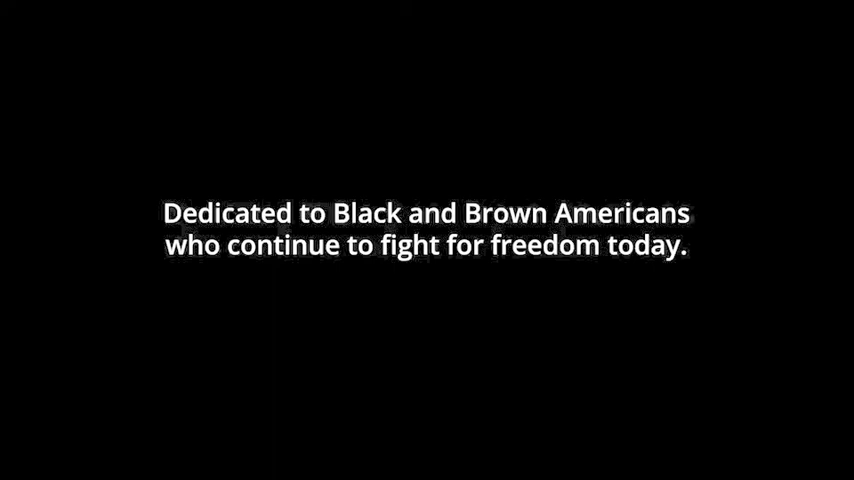 Dedicated to Black and Brown Americans
who continue to fight for freedom today.